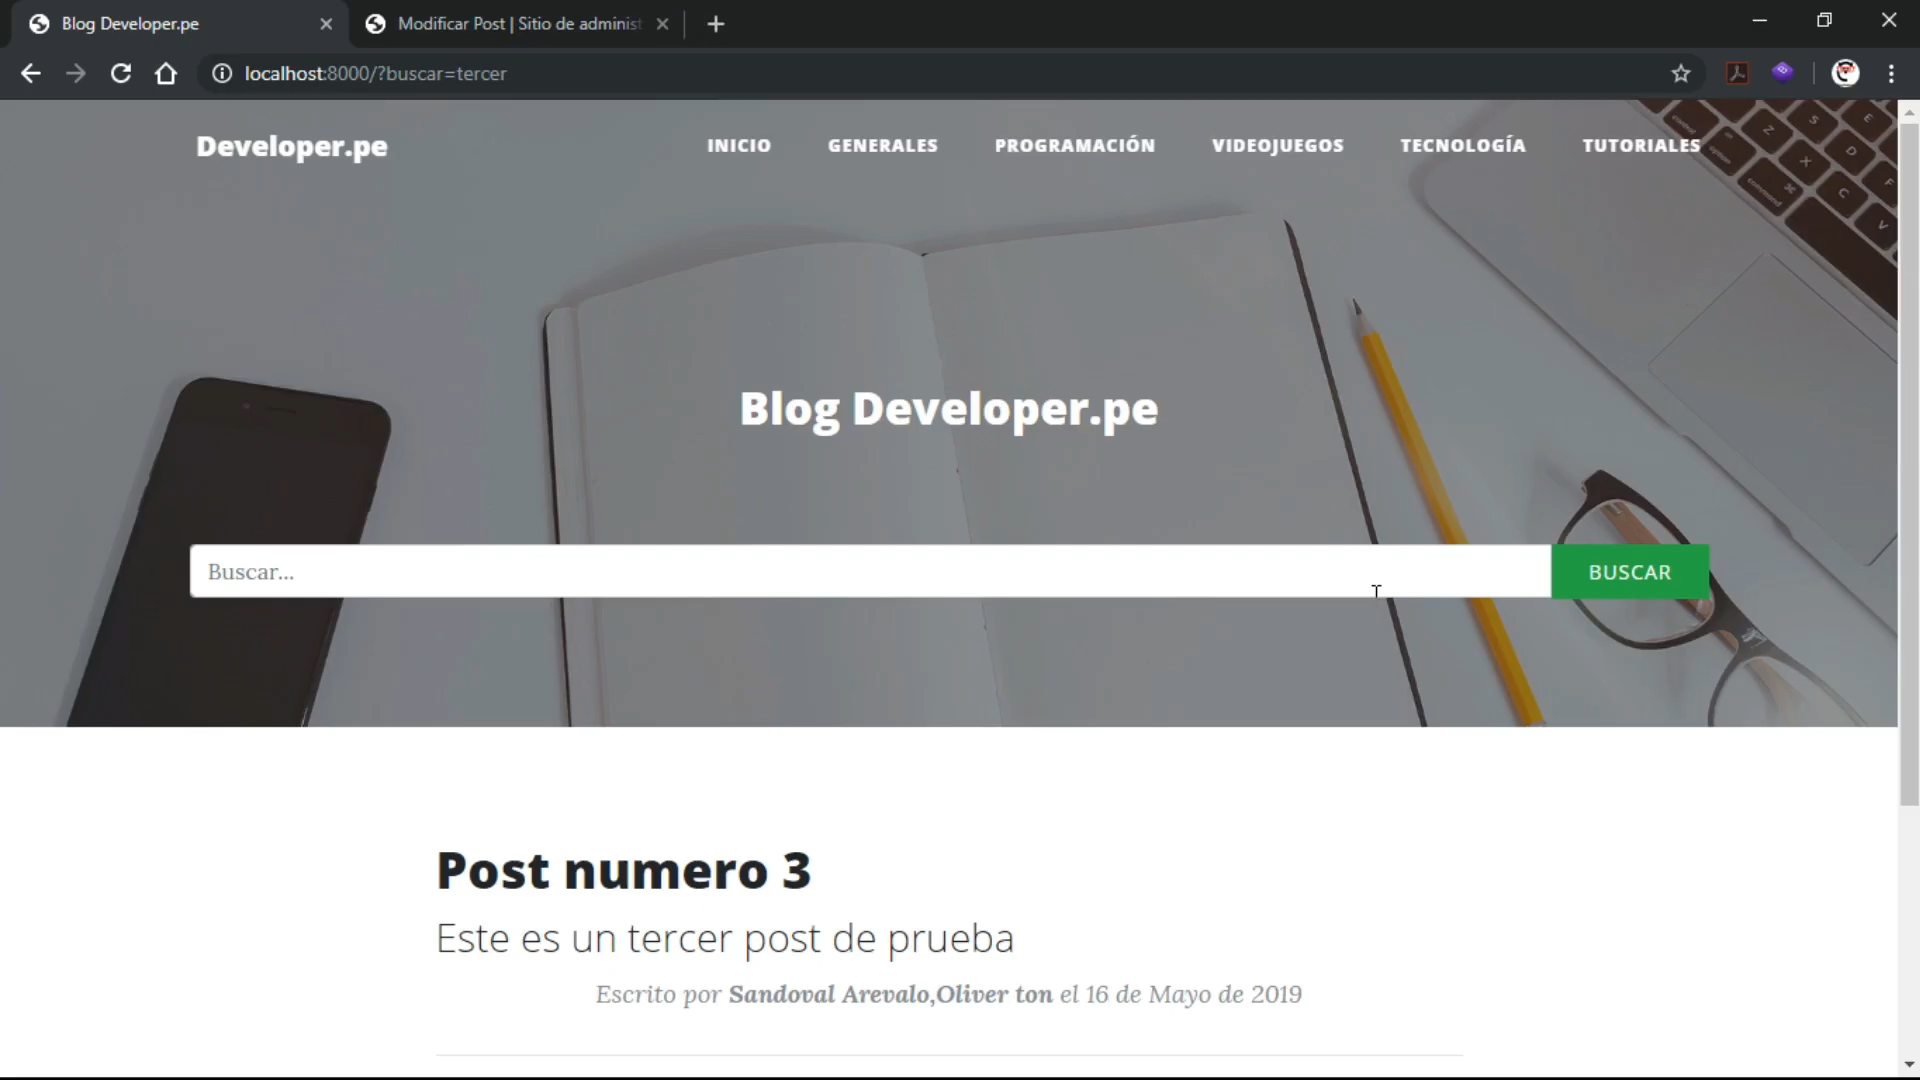 Blog Developer.pe
Modificar Post | Sitio de administ
localhost:8000/?buscar=tercer
Developer.pe
INICIO
GENERALES
PROGRAMACIÓN
VIDEOJUEGOS
TECNOLOGÍA
TUTORIALES
Blog Developer.pe
Buscar...
BUSCAR
Post numero 3
Este es un tercer post de prueba
Escrito por Sandoval Arevalo,Oliver ton el 16 de Mayo de 2019